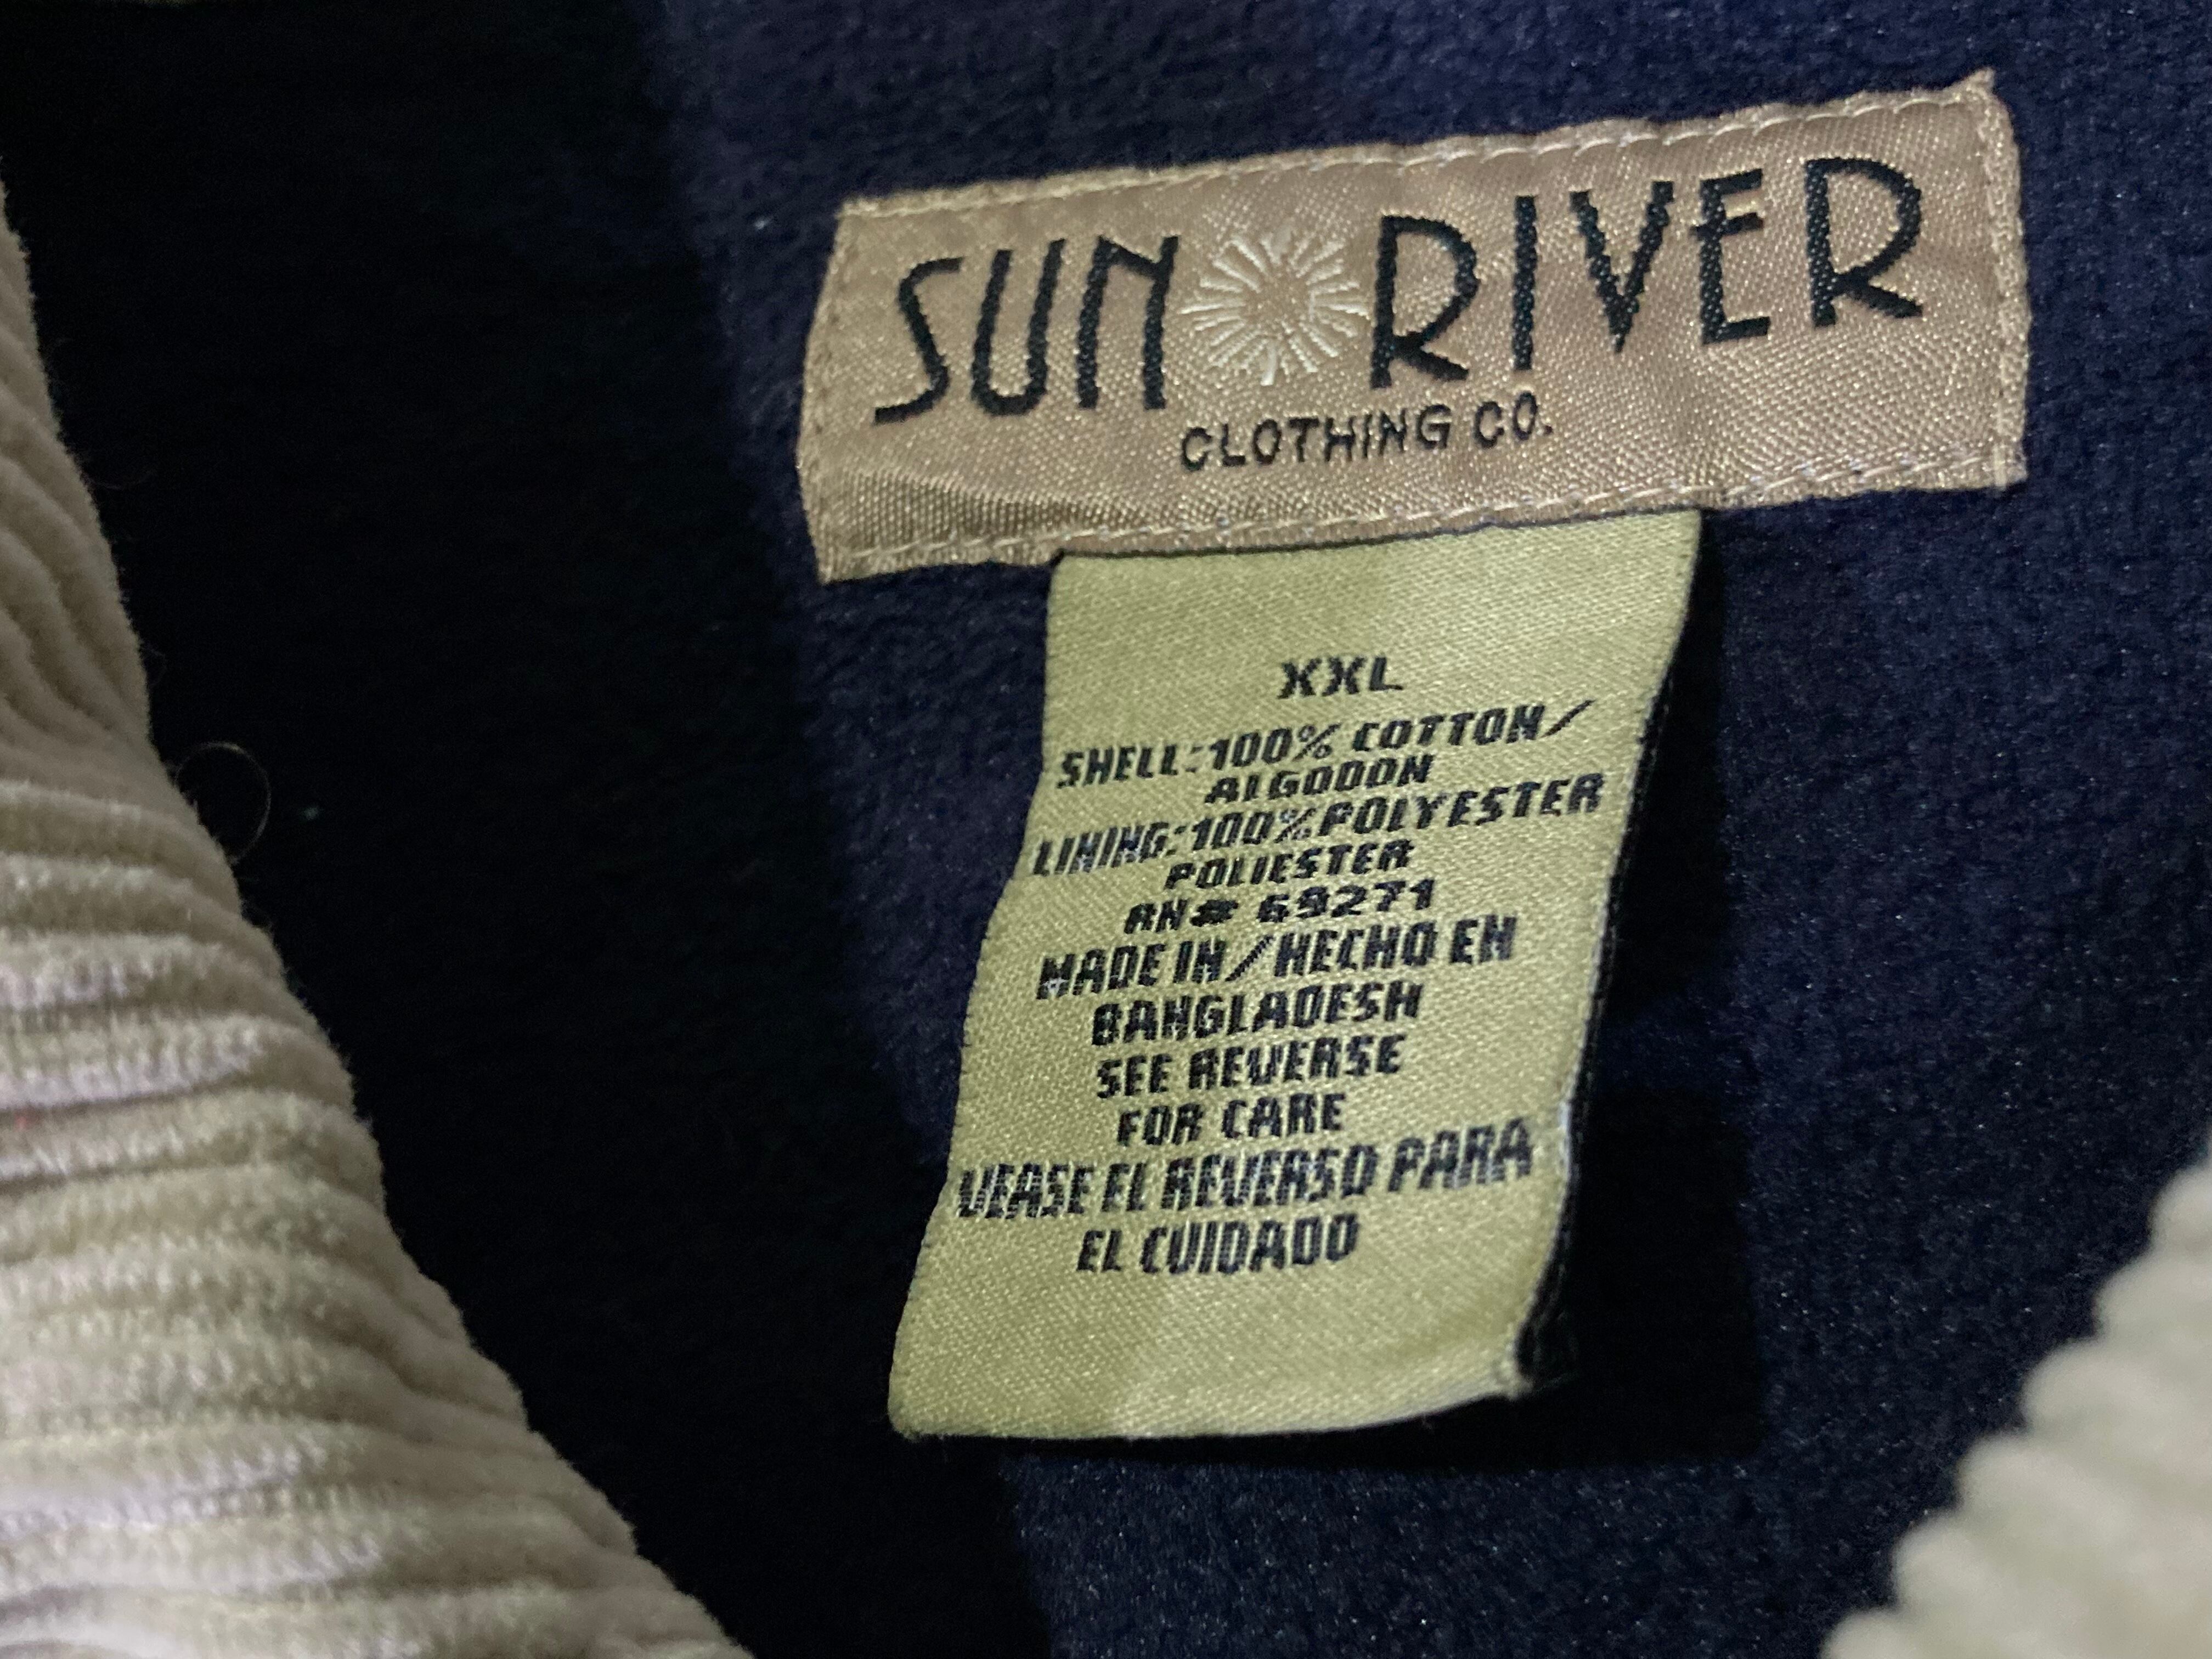 SUN RIVER
CLOTHING CO.
XXL
SHELL:100% COTTON/
ALGODON
LINING:100%POLYESTER
POLIESTER
RN# 69271
MADE IN/HECHO EN
BANGLADESH
SEE REVERSE
FOR CARE
VEASE EL REVERSO PARA
EL CUIDADO